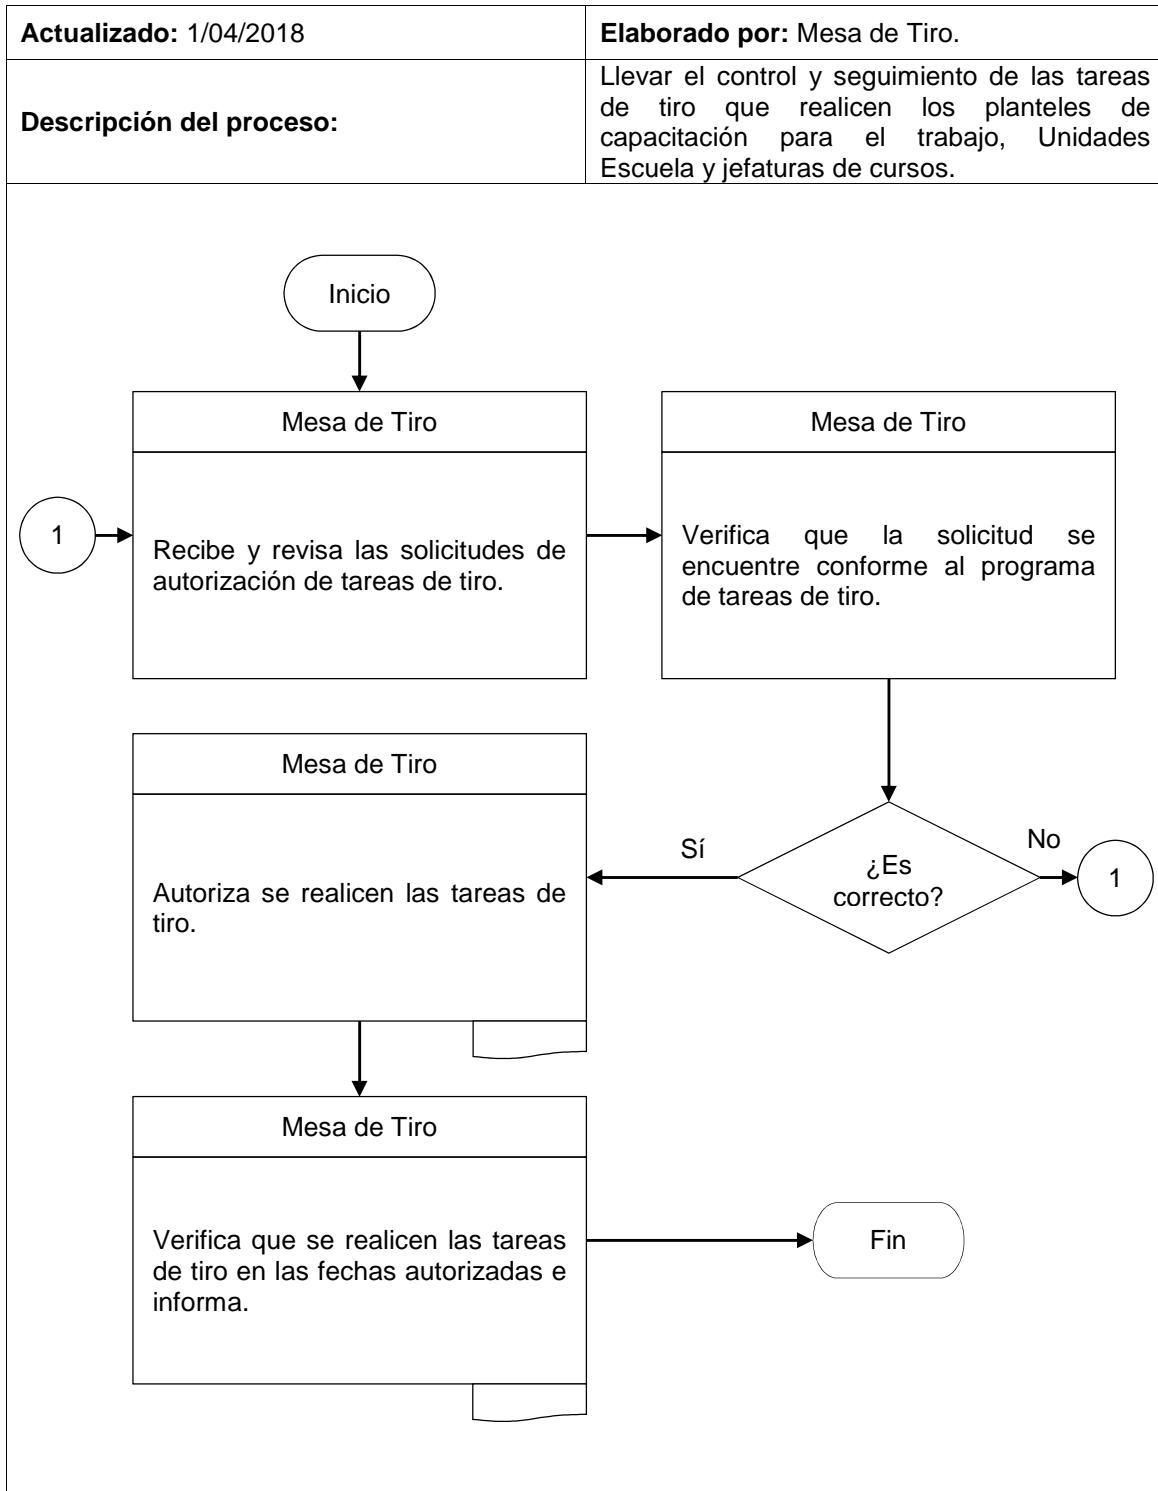 Actualizado: 1/04/2018
Elaborado por: Mesa de Tiro.
Descripción del proceso:
Llevar el control y seguimiento de las tareas
de tiro que realicen los planteles de
capacitación para el trabajo, Unidades
Escuela y jefaturas de cursos.
Inicio
Mesa de Tiro
1
Recibe y revisa las solicitudes de
autorización de tareas de tiro.
Mesa de Tiro
Verifica que la solicitud se
encuentre conforme al programa
de tareas de tiro.
¿Es
correcto?
No
1
Sí
Mesa de Tiro
Autoriza se realicen las tareas de
tiro.
Mesa de Tiro
Verifica que se realicen las tareas
de tiro en las fechas autorizadas e
informa.
Fin